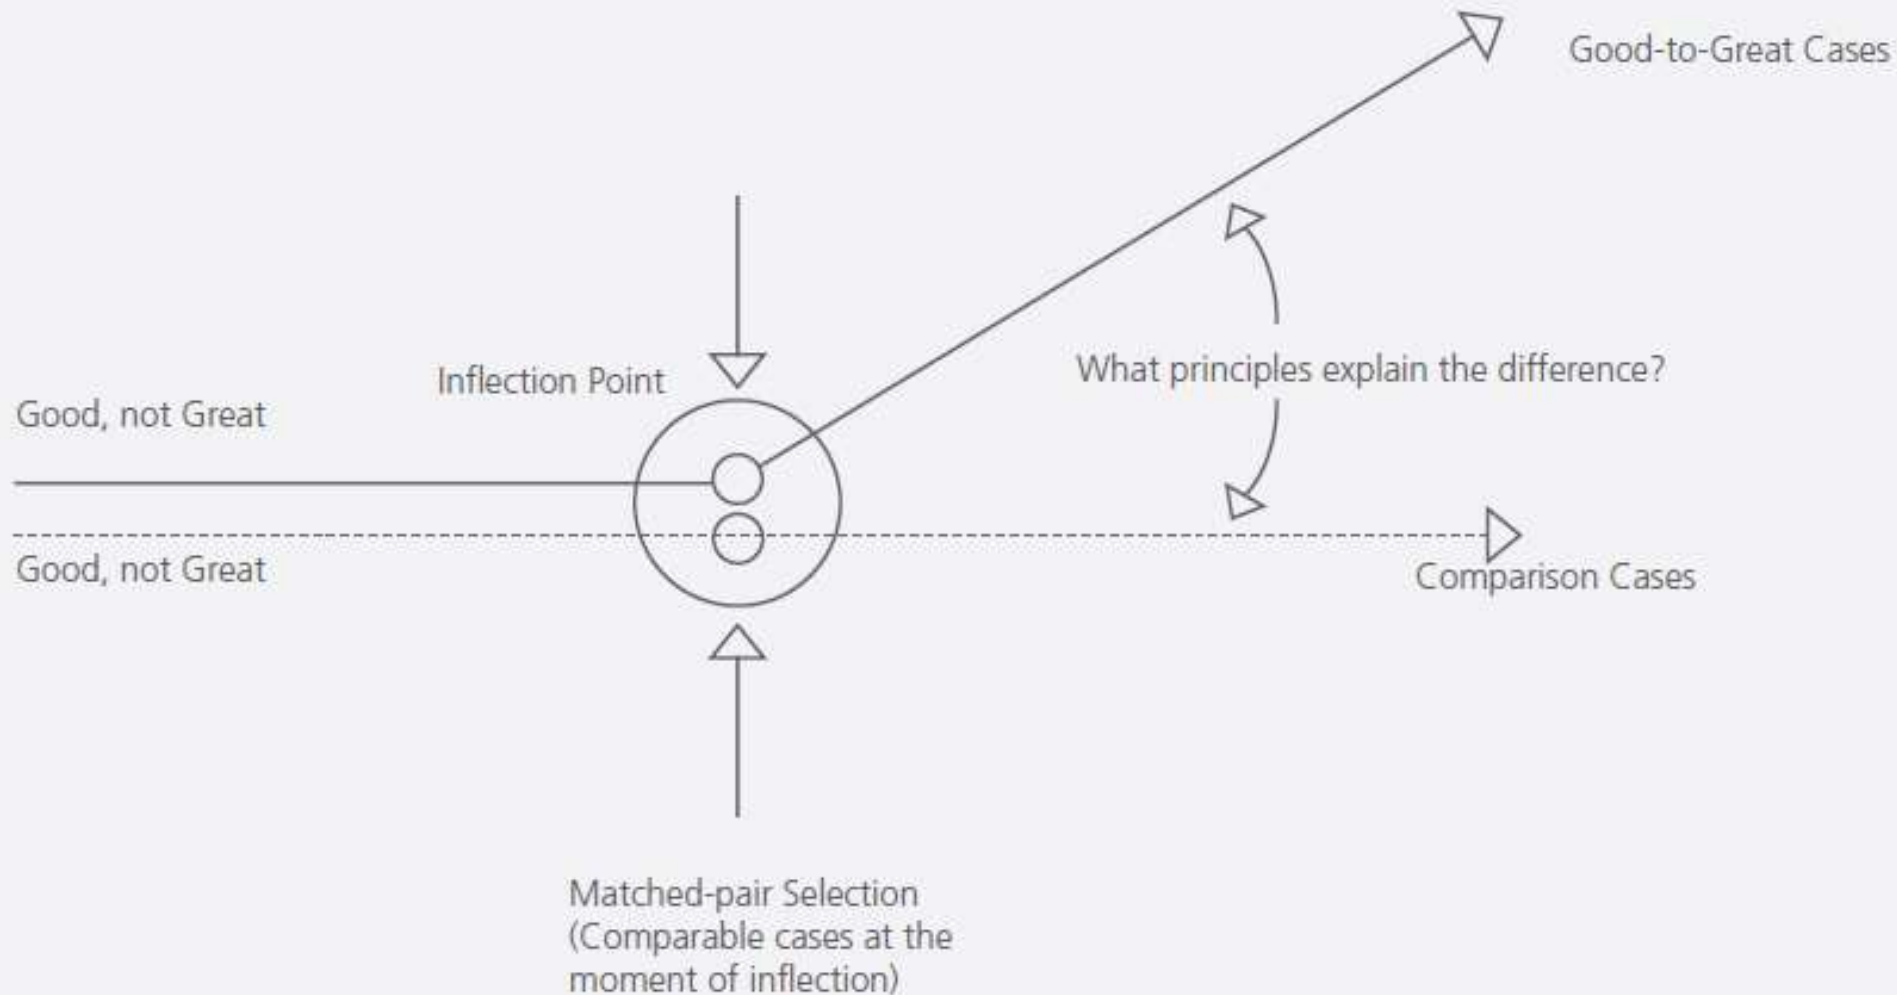 Good-to-Great Cases
What principles explain the difference?
Inflection Point
Good, not Great
Good, not Great
Comparison Cases
Matched-pair Selection
(Comparable cases at the
moment of inflection)